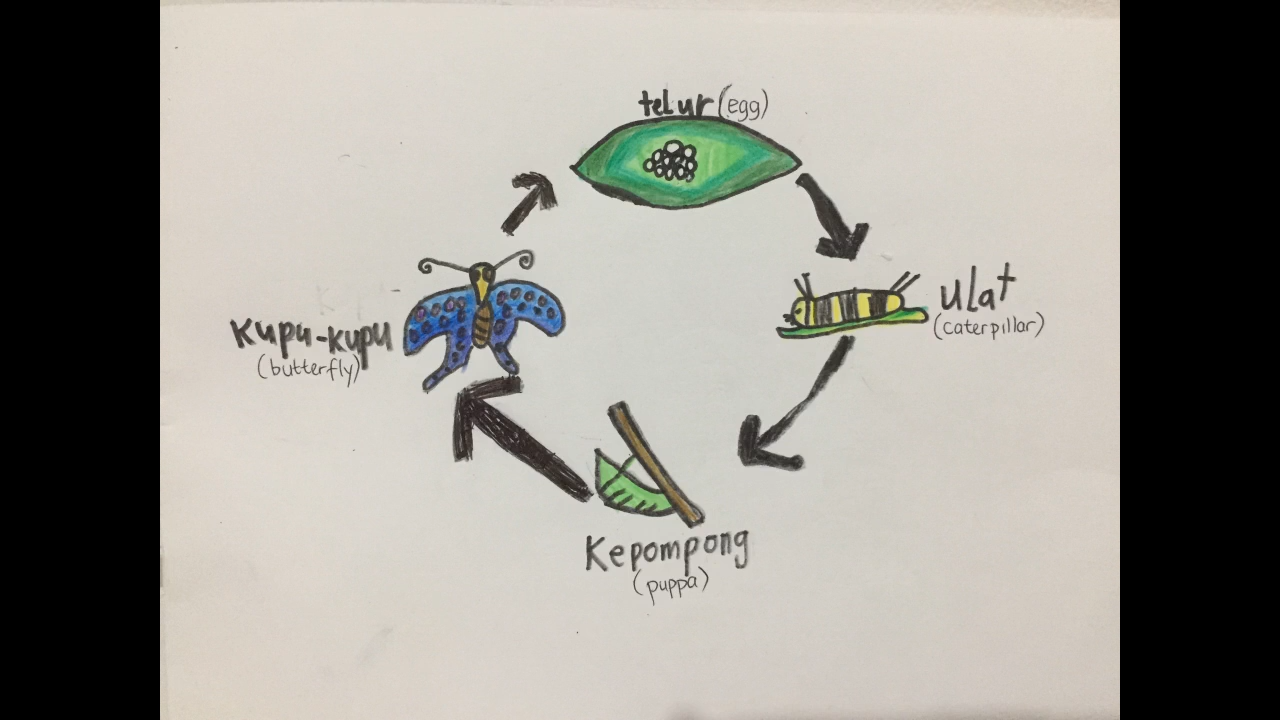 telur (egg)
ulat
(caterpillar)
Kepompong
(puppa)
Kupu-kupu
(butterfly)